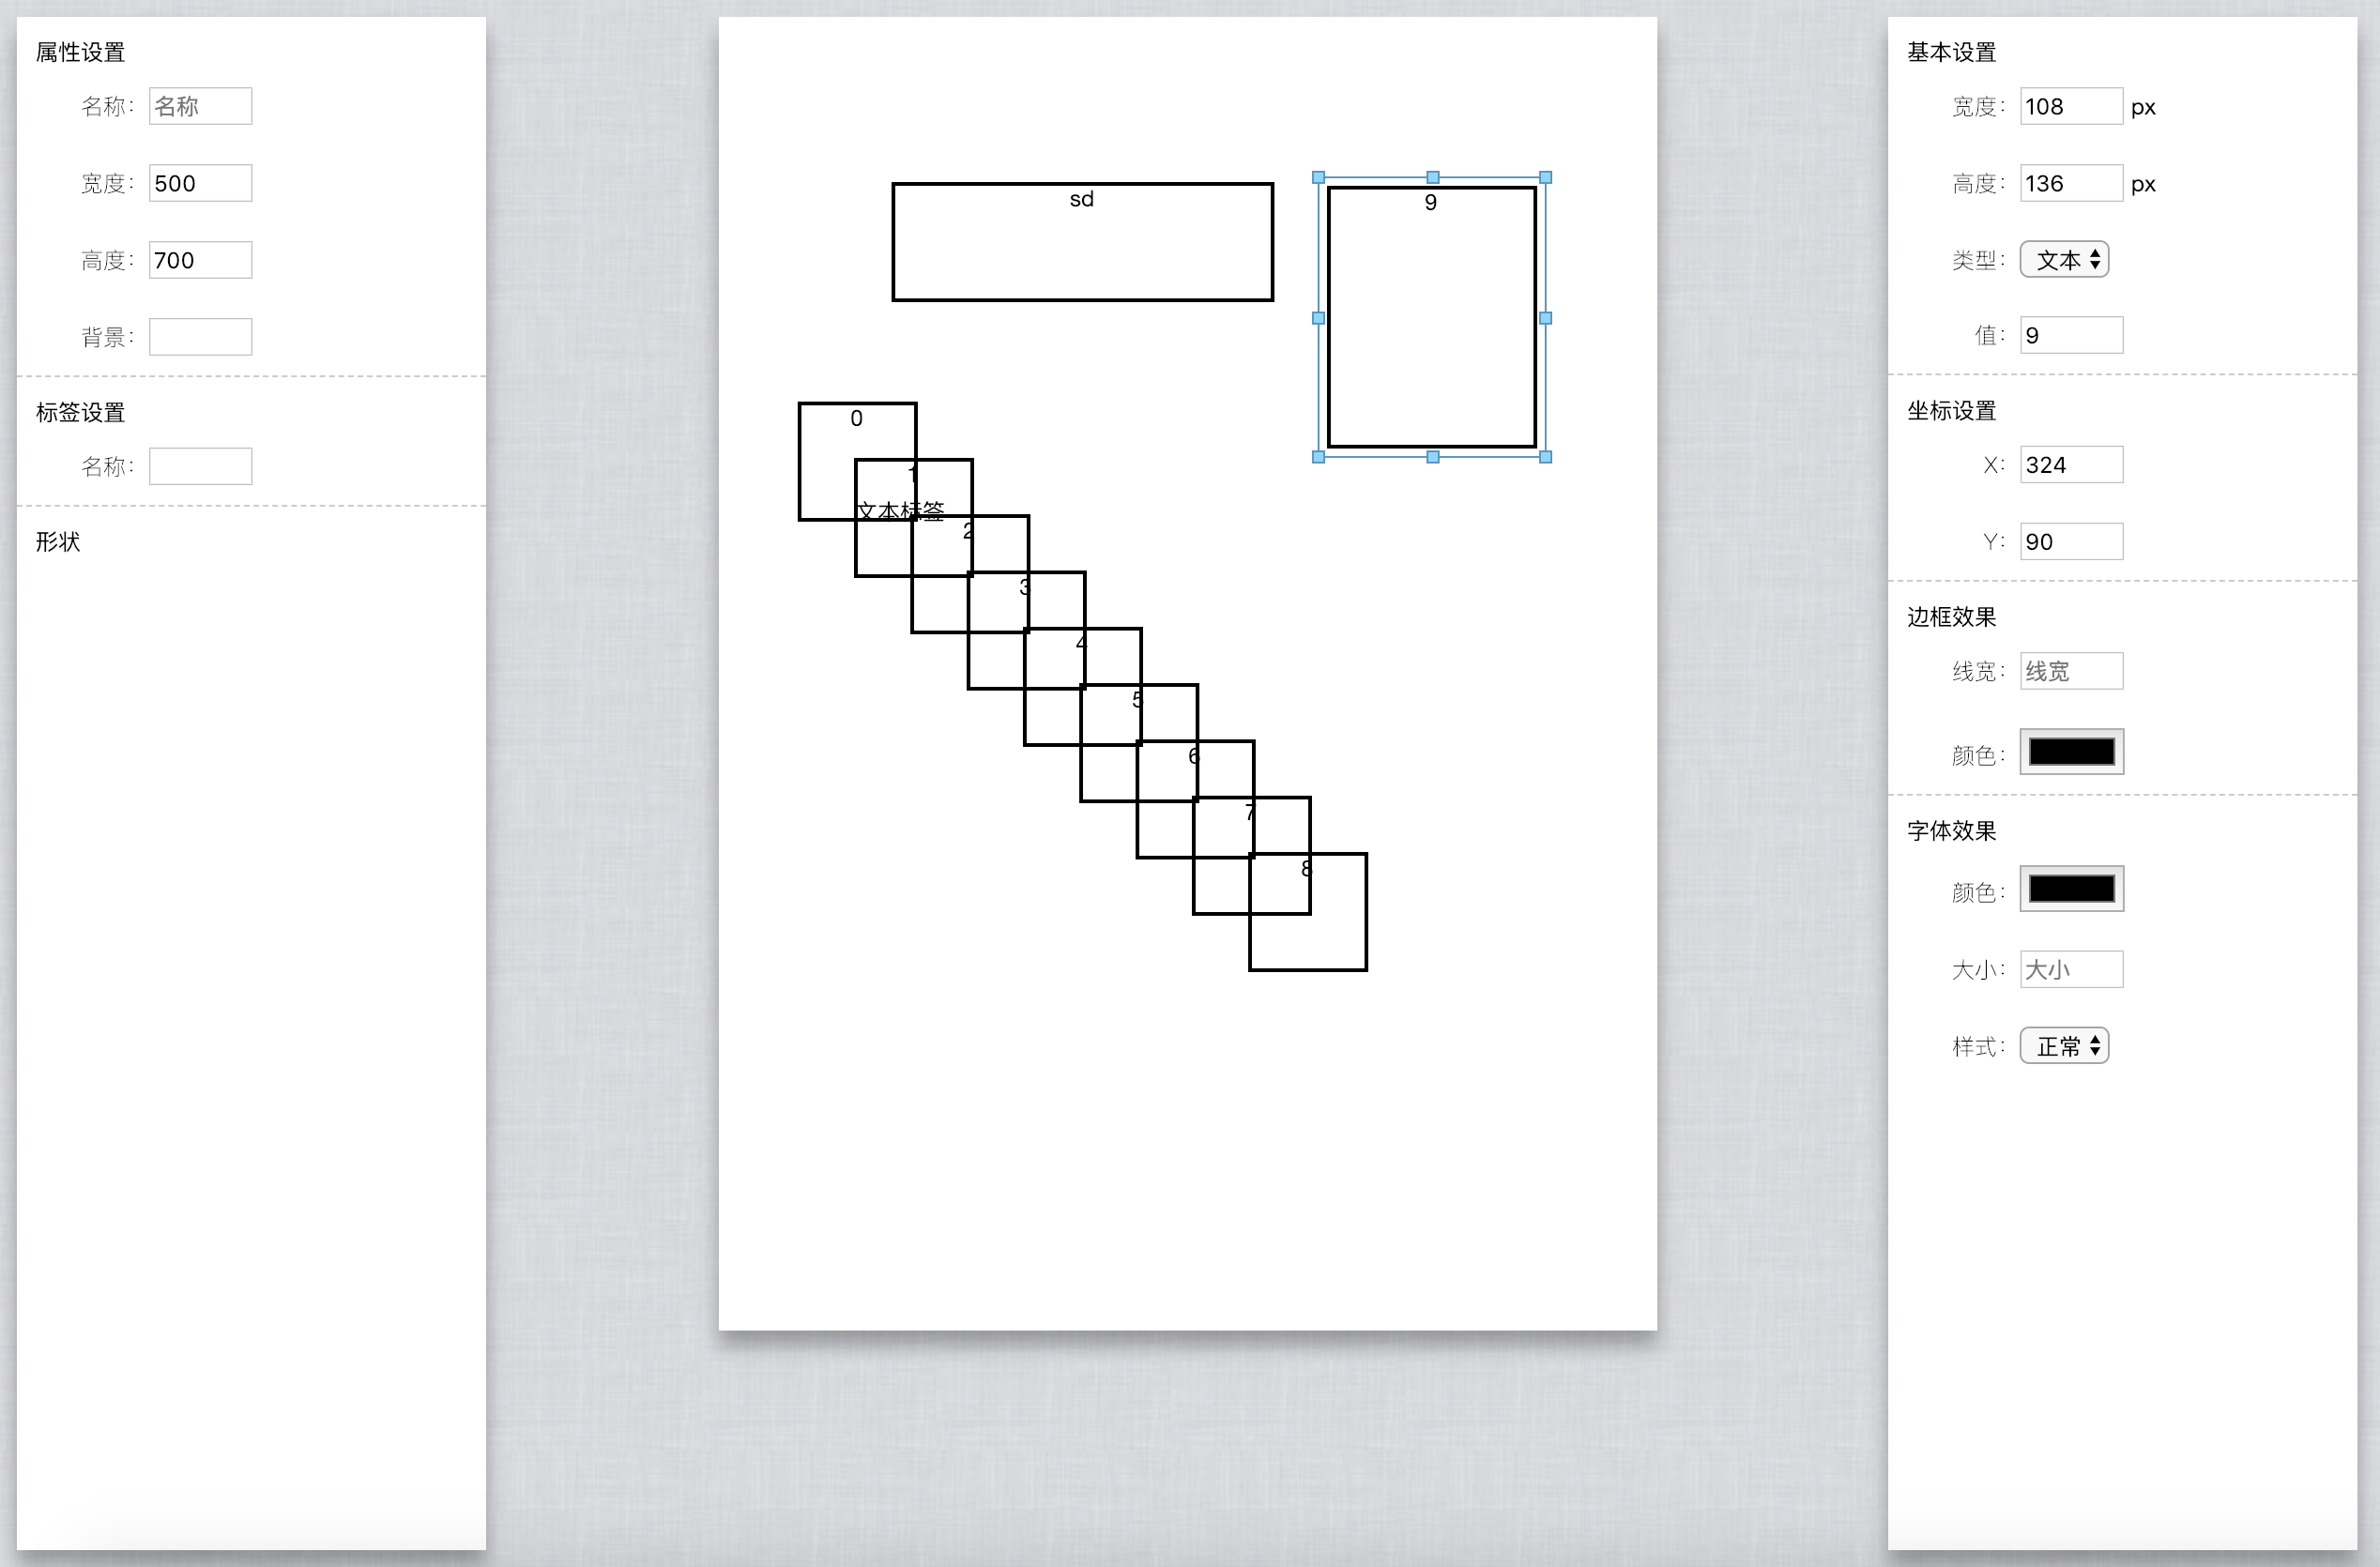 属性设置
名称: 名称
宽度: 500
高度: 700
背景:
标签设置
名称:
形状
sd
9
0
1
文本标签
2
3
4
5
6
7
8
基本设置
宽度: 108 px
高度: 136 px
类型: 文本
值: 9
坐标设置
X: 324
Y: 90
边框效果
线宽: 线宽
颜色:
字体效果
颜色:
大小: 大小
样式: 正常